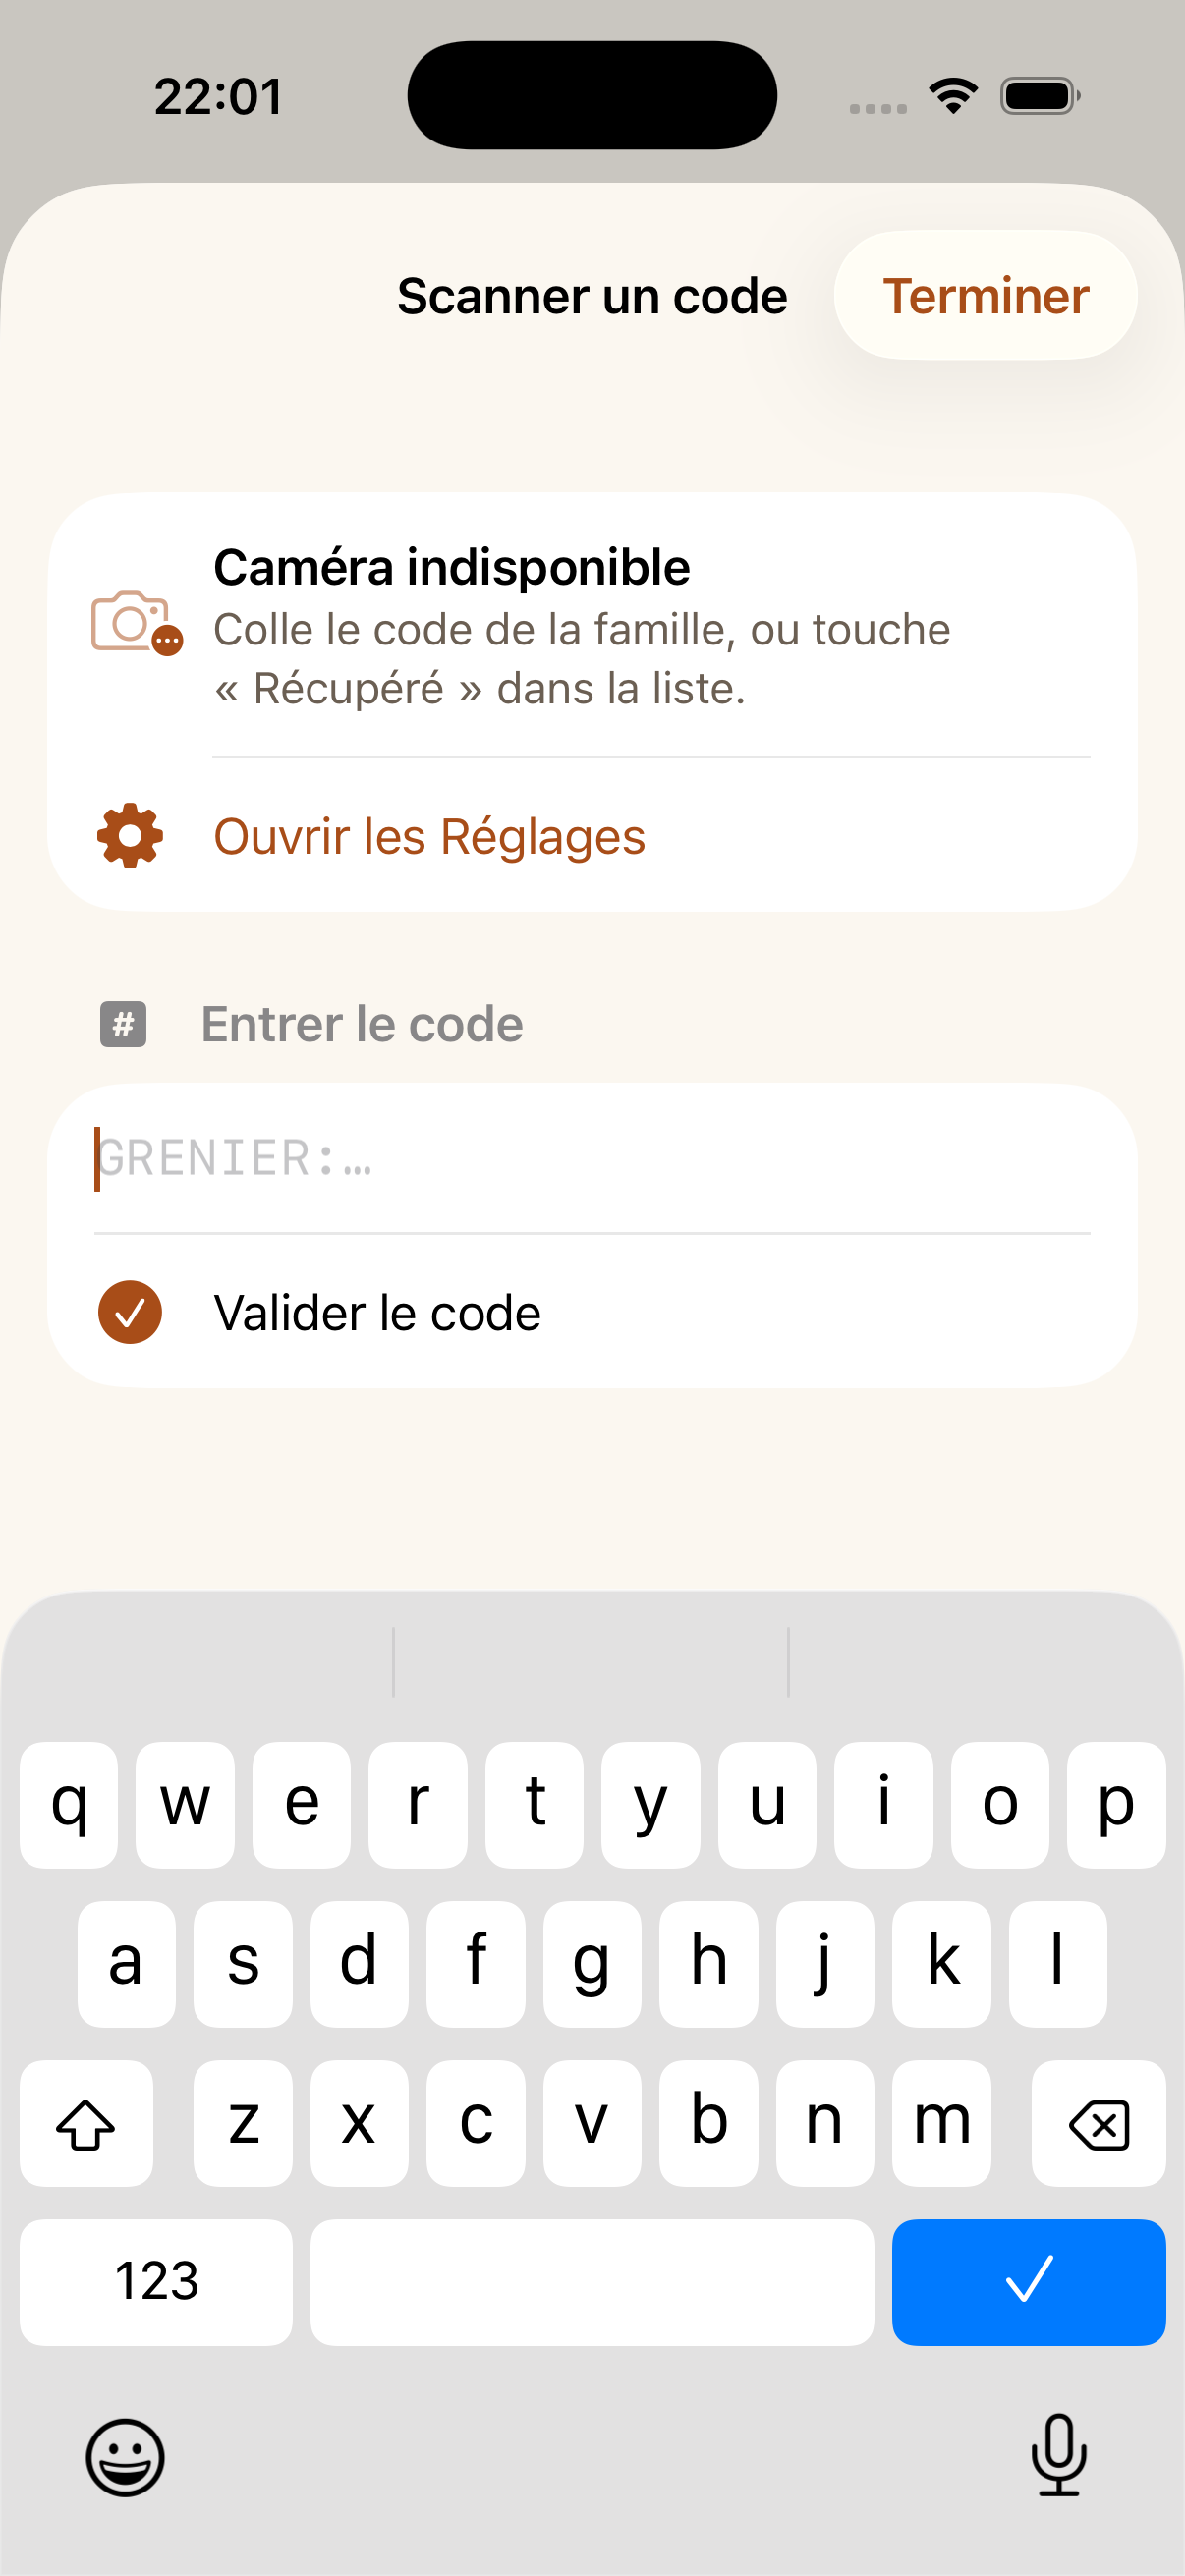 22:01
Scanner un code
Terminer
Caméra indisponible
Colle le code de la famille, ou touche
« Récupéré » dans la liste.
Ouvrir les Réglages
# Entrer le code
GRENIER:…
Valider le code
q w e r t y u i o p
a s d f g h j k l
z x c v b n m
123